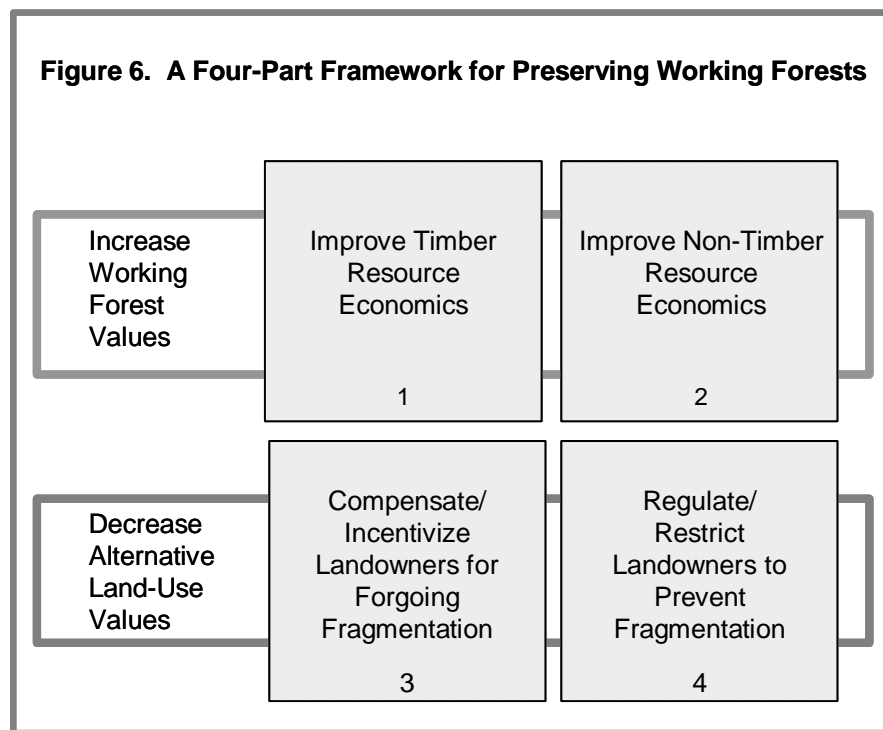 Figure 6.  A Four-Part Framework for Preserving Working Forests
Increase
Working
Forest
Values
Improve Timber
Resource
Economics
1
Improve Non-Timber
Resource
Economics
2
Decrease
Alternative
Land-Use
Values
Compensate/
Incentivize
Landowners for
Forgoing
Fragmentation
3
Regulate/
Restrict
Landowners to
Prevent
Fragmentation
4